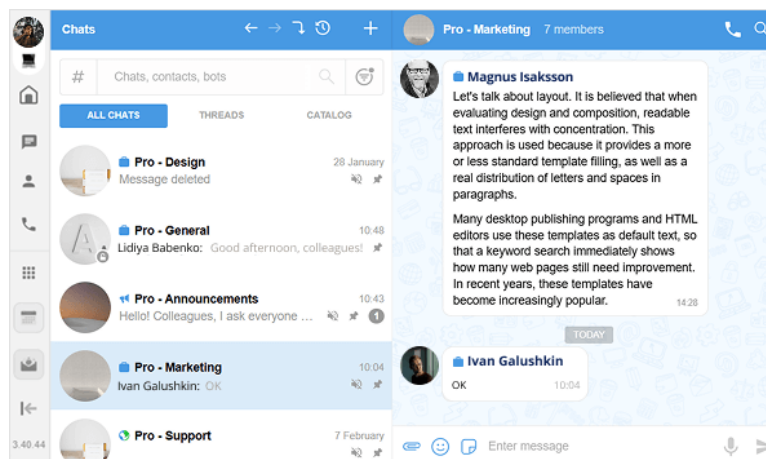 Chats
Chats, contacts, bots
ALL CHATS
THREADS
CATALOG
Pro - Design
28 January
Message deleted
Pro - General
10:48
Lidiya Babenko: Good afternoon, colleagues!
Pro - Announcements
10:43
Hello! Colleagues, I ask everyone ...
1
Pro - Marketing
10:04
Ivan Galushkin: OK
Pro - Support
7 February
3.40.44
Pro - Marketing 7 members
Magnus Isaksson
Let's talk about layout. It is believed that when
evaluating design and composition, readable
text interferes with concentration. This
approach is used because it provides a more
or less standard template filling, as well as a
real distribution of letters and spaces in
paragraphs.
Many desktop publishing programs and HTML
editors use these templates as default text, so
that a keyword search immediately shows
how many web pages still need improvement.
In recent years, these templates have
become increasingly popular.
14:28
TODAY
Ivan Galushkin
OK
10:04
Enter message